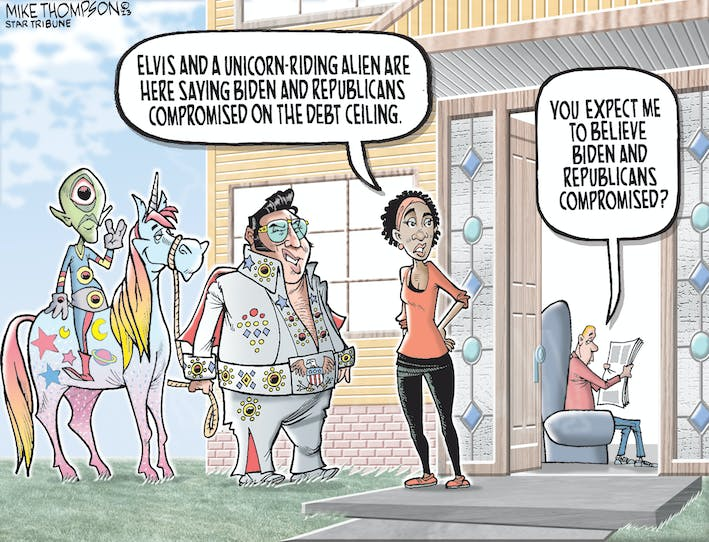 MIKE THOMPSON ©23
STAR TRIBUNE
ELVIS AND A UNICORN-RIDING ALIEN ARE
HERE SAYING BIDEN AND REPUBLICANS
COMPROMISED ON THE DEBT CEILING.
YOU EXPECT ME
TO BELIEVE
BIDEN AND
REPUBLICANS
COMPROMISED?